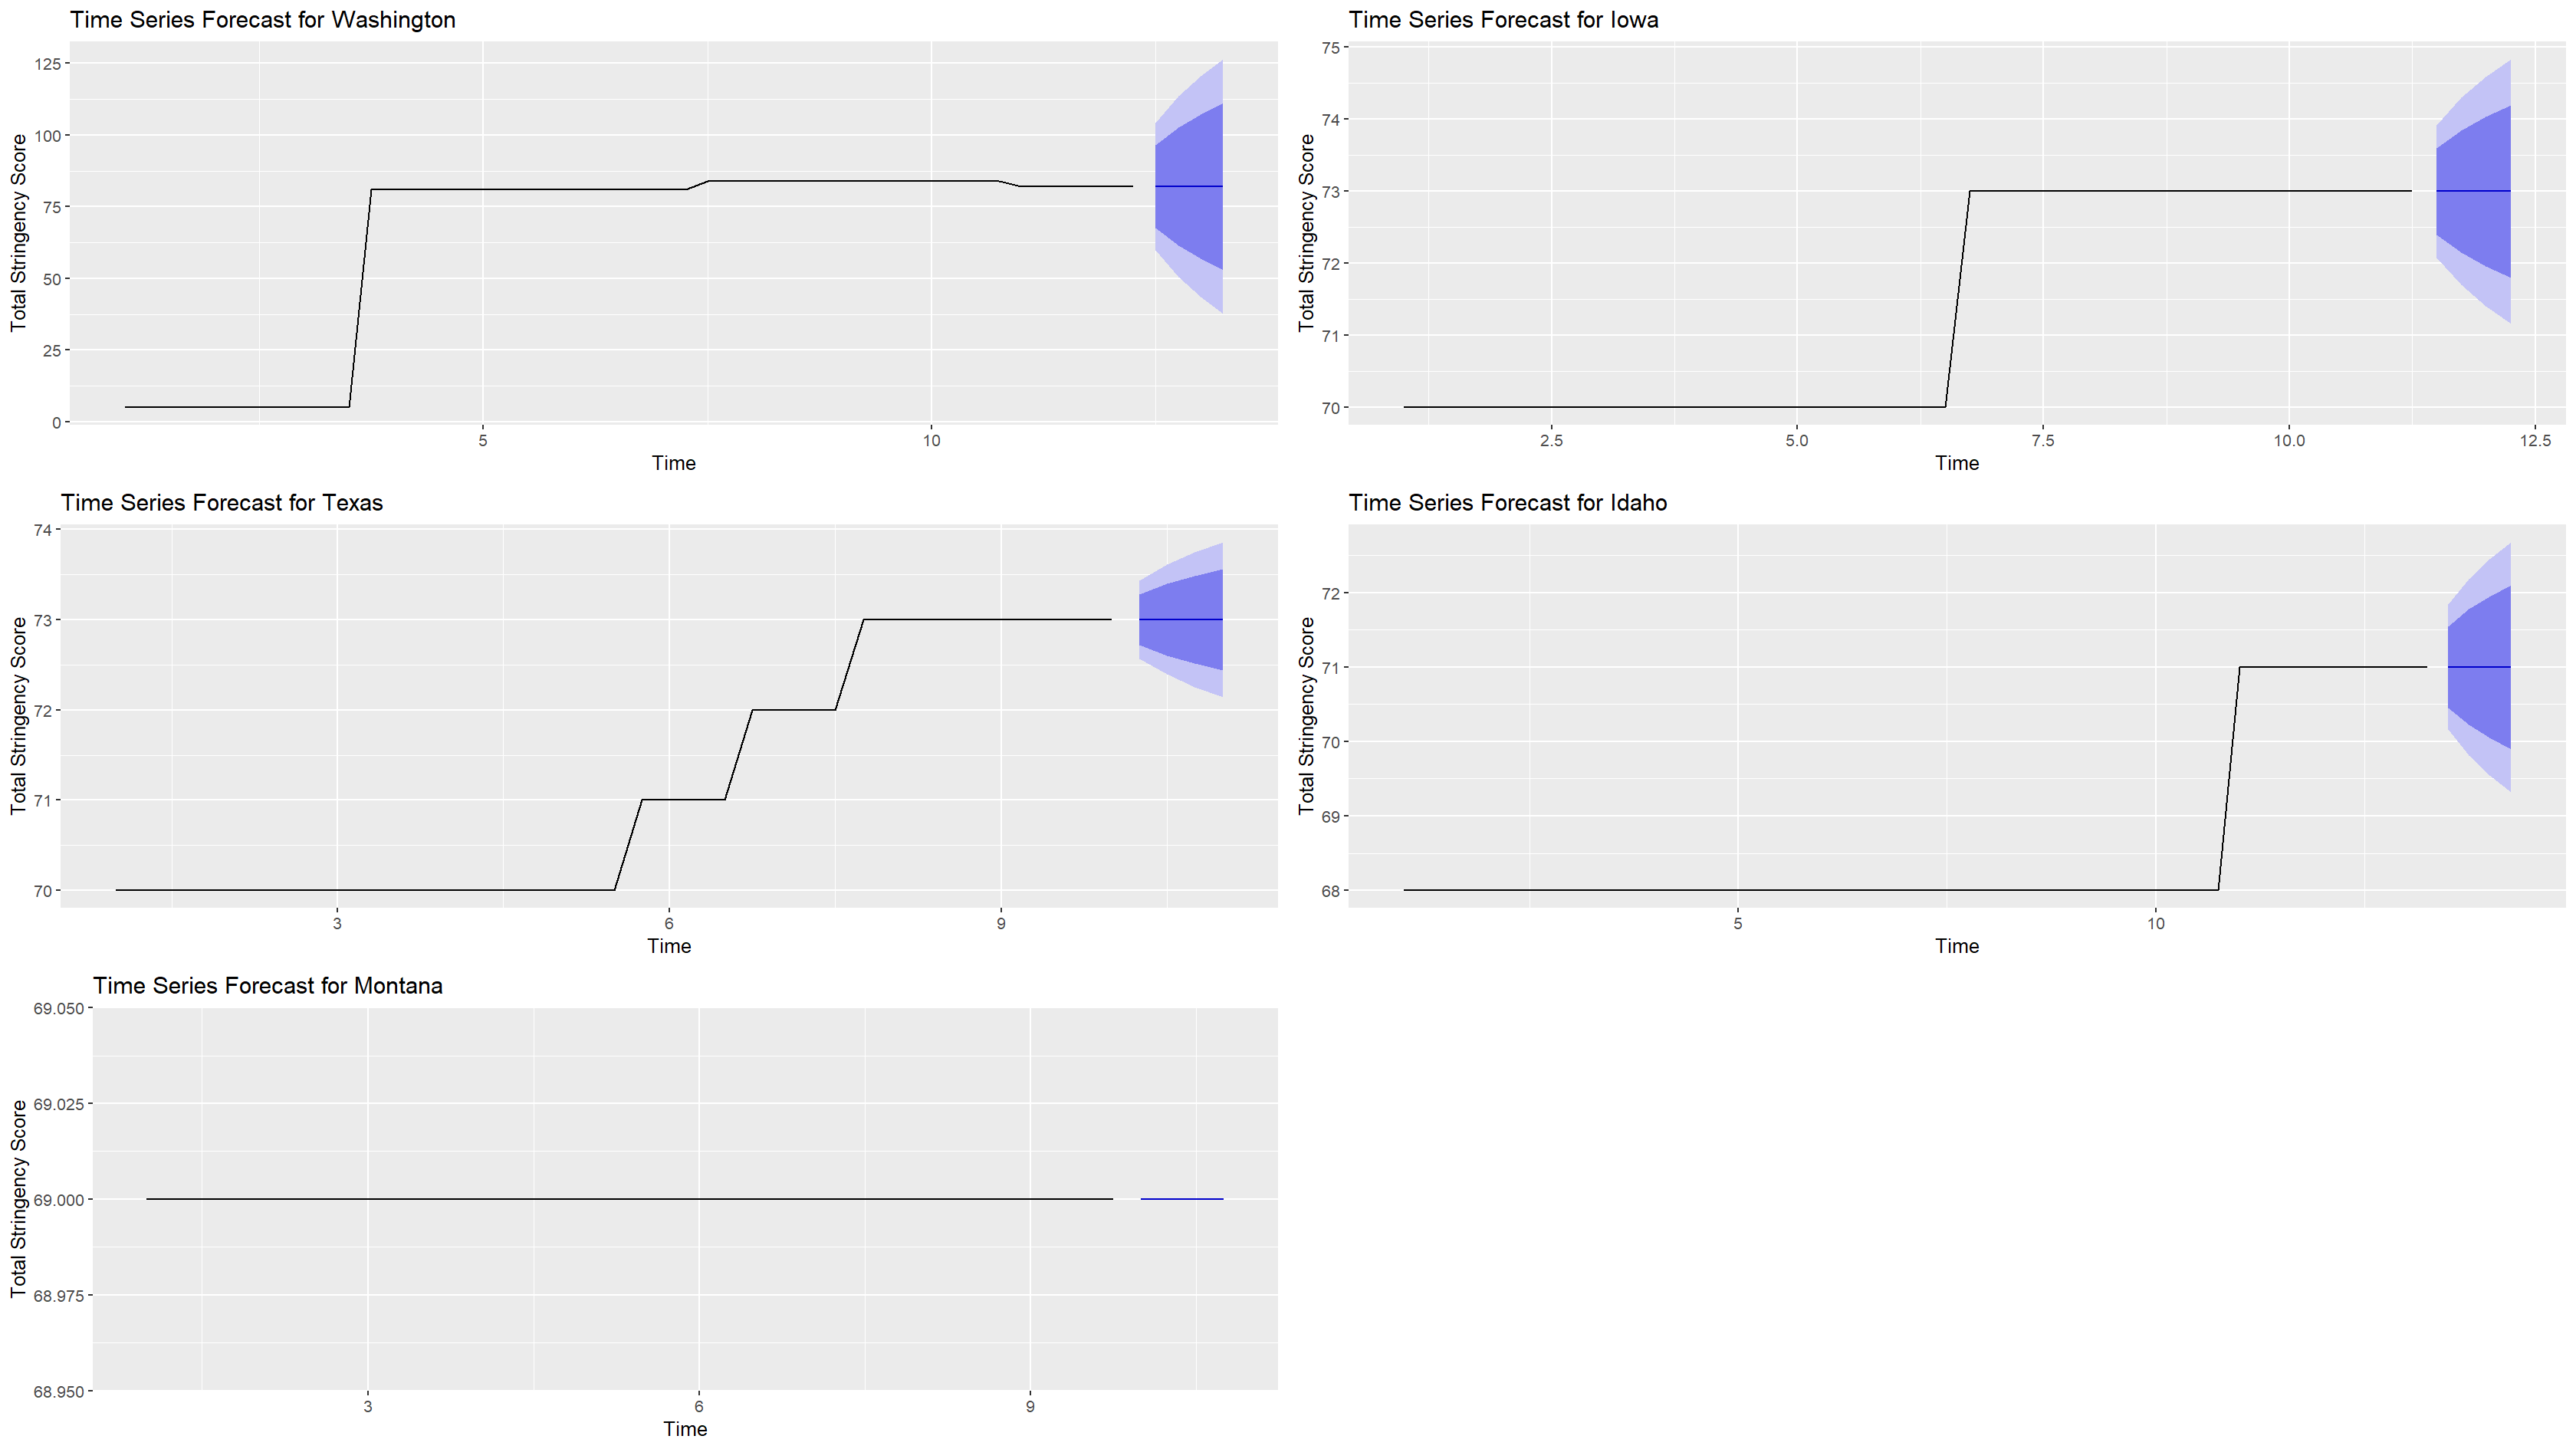 Time Series Forecast for Washington
Total Stringency Score
125
100
75
50
25
0
5
10
Time
Time Series Forecast for Iowa
Total Stringency Score
75
74
73
72
71
70
2.5
5.0
7.5
10.0
12.5
Time
Time Series Forecast for Texas
Total Stringency Score
74
73
72
71
70
3
6
9
Time
Time Series Forecast for Idaho
Total Stringency Score
72
71
70
69
68
5
10
Time
Time Series Forecast for Montana
Total Stringency Score
69.050
69.025
69.000
68.975
68.950
3
6
9
Time